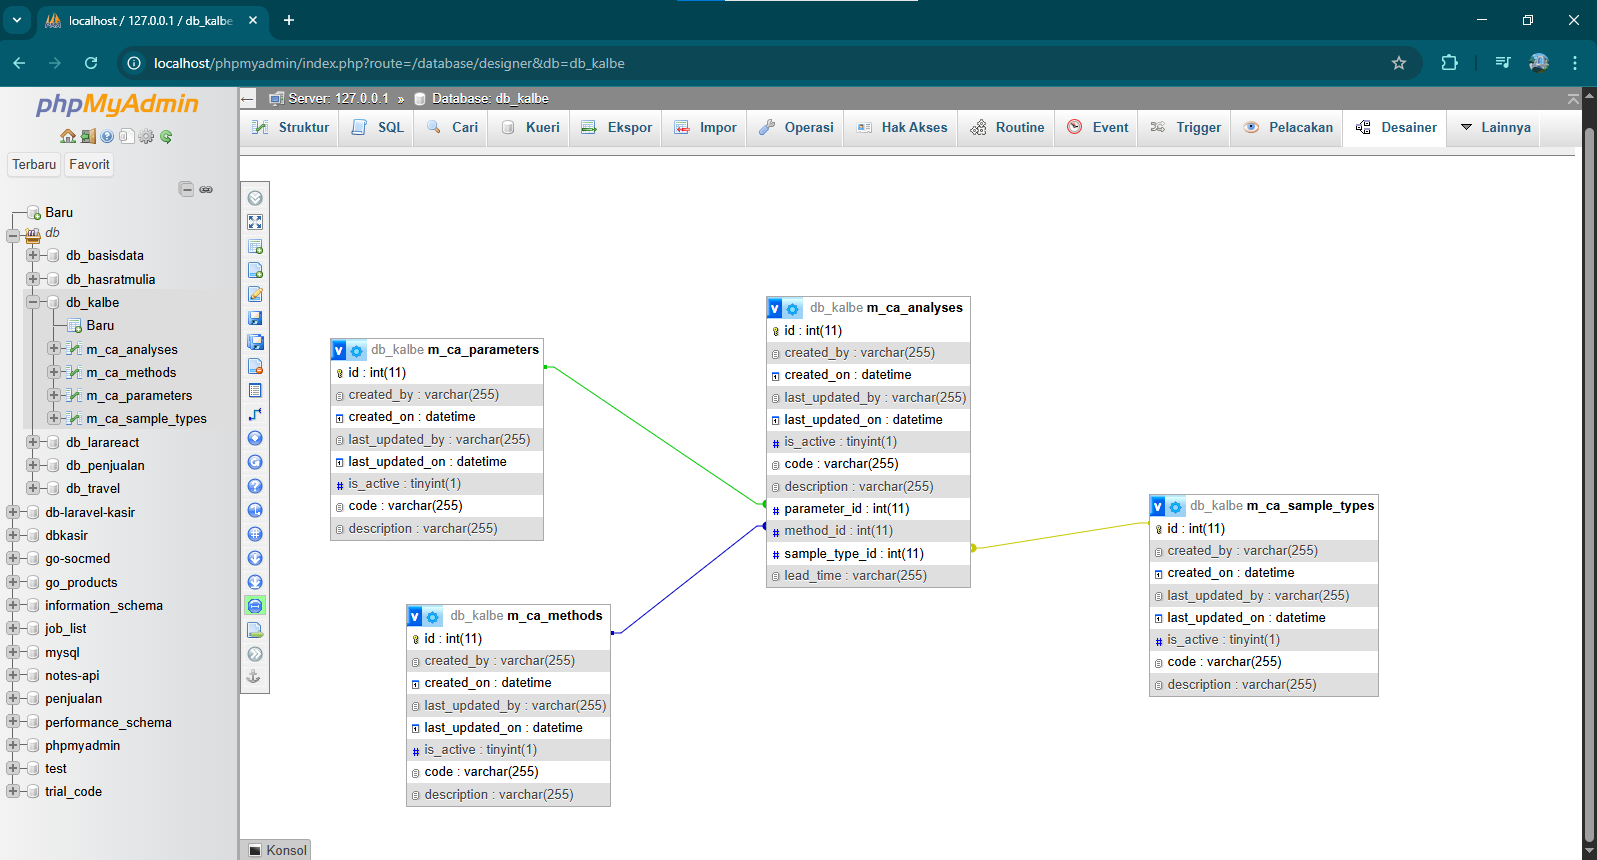 localhost / 127.0.0.1 / db_kalbe
localhost/phpmyadmin/index.php?route=/database/designer&db=db_kalbe
phpMyAdmin
Terbaru Favorit
Baru
db
db_basisdata
db_hasratmulia
db_kalbe
Baru
m_ca_analyses
m_ca_methods
m_ca_parameters
m_ca_sample_types
db_larareact
db_penjualan
db_travel
db-laravel-kasir
dbkasir
go-socmed
go_products
information_schema
job_list
mysql
notes-api
penjualan
performance_schema
phpmyadmin
test
trial_code
Server: 127.0.0.1 » Database: db_kalbe
Struktur SQL Cari Kueri Ekspor Impor Operasi Hak Akses Routine Event Trigger Pelacakan Desainer Lainnya
db_kalbe m_ca_parameters
id : int(11)
created_by : varchar(255)
created_on : datetime
last_updated_by : varchar(255)
last_updated_on : datetime
is_active : tinyint(1)
code : varchar(255)
description : varchar(255)
db_kalbe m_ca_methods
id : int(11)
created_by : varchar(255)
created_on : datetime
last_updated_by : varchar(255)
last_updated_on : datetime
is_active : tinyint(1)
code : varchar(255)
description : varchar(255)
db_kalbe m_ca_analyses
id : int(11)
created_by : varchar(255)
created_on : datetime
last_updated_by : varchar(255)
last_updated_on : datetime
is_active : tinyint(1)
code : varchar(255)
description : varchar(255)
parameter_id : int(11)
method_id : int(11)
sample_type_id : int(11)
lead_time : varchar(255)
db_kalbe m_ca_sample_types
id : int(11)
created_by : varchar(255)
created_on : datetime
last_updated_by : varchar(255)
last_updated_on : datetime
is_active : tinyint(1)
code : varchar(255)
description : varchar(255)
Konsol